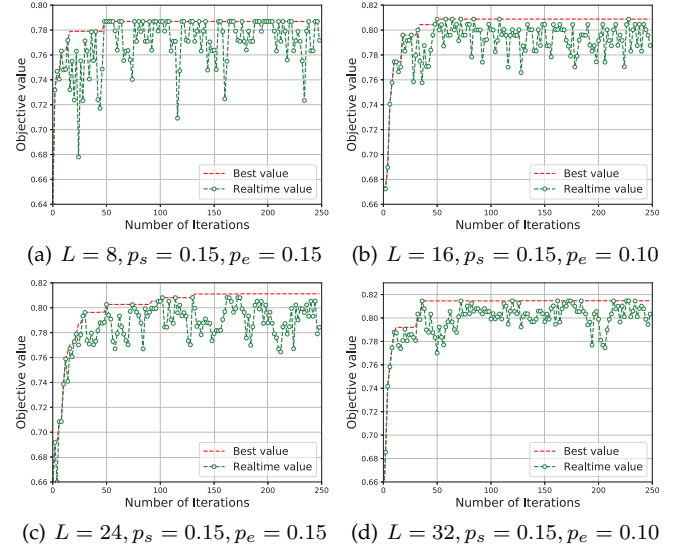 0.80
0.78
0.76
0.74
0.72
0.70
0.68
0.66
0.64
Objective value
0 50 100 150 200 250
Number of Iterations
Best value
Realtime value
(a) L = 8, p_s = 0.15, p_e = 0.15
0.82
0.80
0.78
0.76
0.74
0.72
0.70
0.68
0.66
Objective value
0 50 100 150 200 250
Number of Iterations
Best value
Realtime value
(b) L = 16, p_s = 0.15, p_e = 0.10
0.82
0.80
0.78
0.76
0.74
0.72
0.70
0.68
0.66
Objective value
0 50 100 150 200 250
Number of Iterations
Best value
Realtime value
(c) L = 24, p_s = 0.15, p_e = 0.15
0.82
0.80
0.78
0.76
0.74
0.72
0.70
0.68
0.66
Objective value
0 50 100 150 200 250
Number of Iterations
Best value
Realtime value
(d) L = 32, p_s = 0.15, p_e = 0.10